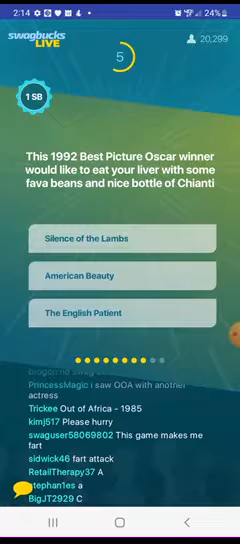 2:14
24%
swagbucks
LIVE
5
20,299
1 SB
This 1992 Best Picture Oscar winner
would like to eat your liver with some
fava beans and nice bottle of Chianti
Silence of the Lambs
American Beauty
The English Patient
PrincessMagic i saw OOA with another
actress
Trickee Out of Africa - 1985
kimj517 Please hurry
swaguser58069802 This game makes me
fart
sidwick46 fart attack
RetailTherapy37 A
stephan1es a
BigJT2929 C